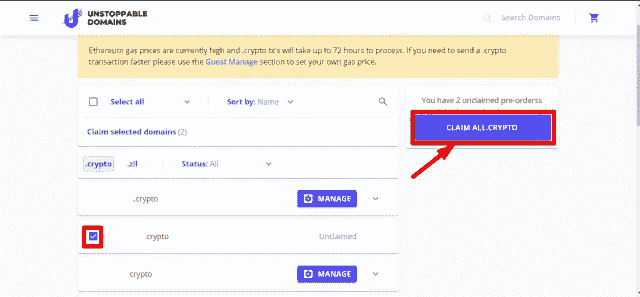 UNSTOPPABLE
DOMAINS
Search Domains
Ethereum gas prices are currently high and .crypto tx's will take up to 72 hours to process. If you need to send a .crypto
transaction faster please use the Guest Manage section to set your own gas price.
Select all
Sort by: Name
You have 2 unclaimed pre-orderss
CLAIM ALL.CRYPTO
Claim selected domains (2)
.crypto
.zil
Status: All
.crypto
MANAGE
crypto
Unclaimed
crypto
MANAGE